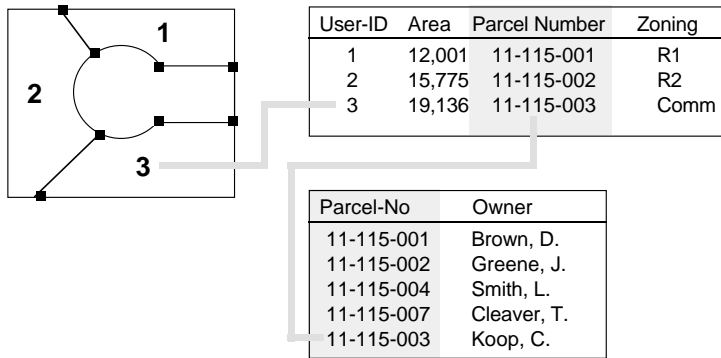 1
2
3
User-ID Area Parcel Number Zoning
1 12,001 11-115-001 R1
2 15,775 11-115-002 R2
3 19,136 11-115-003 Comm
Parcel-No Owner
11-115-001 Brown, D.
11-115-002 Greene, J.
11-115-004 Smith, L.
11-115-007 Cleaver, T.
11-115-003 Koop, C.